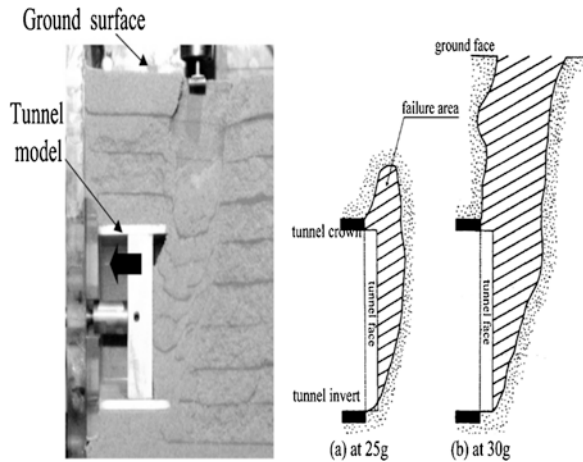 Ground surface
Tunnel
model
ground face
failure area
tunnel crown
tunnel face
tunnel face
tunnel invert
(a) at 25g
(b) at 30g